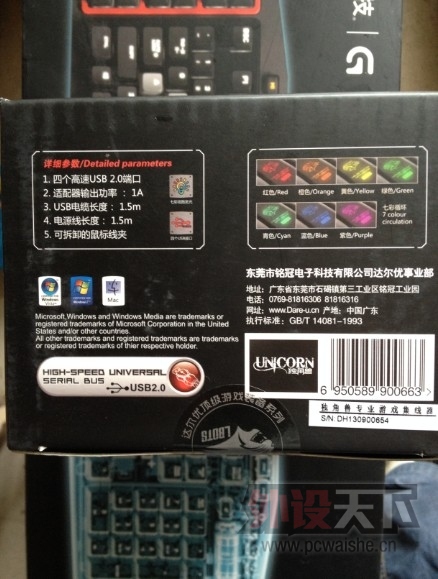 G
详细参数/Detailed parameters
1. 四个高速USB 2.0端口
2. 适配器输出功率 ：1A
3. USB电缆长度：1.5m
4. 电源线长度：1.5m
5. 可拆卸的鼠标线夹
红色/Red
橙色/Orange
黄色/Yellow
绿色/Green
青色/Cyan
蓝色/Blue
紫色/Purple
七彩循环
7 colour
circulation
Mac
Microsoft,Windows and Windows Media are trademarks or
registered trademarks of Microsoft Corporation in the United
States and/or other countries.
All other trademarks and registered trademarks are trademarks
or registered trademarks of thier respective holder.
东莞市铭冠电子科技有限公司达尔优事业部
地址：广东省东莞市石碣镇第三工业区铭冠工业园
电话：0769-81816306 81816316
网址：www.Dare-u.cn 产地：中国广东
执行标准：GB/T 14081-1993
HIGH-SPEED UNIVERSAL
SERIAL BUS
USB2.0
UNICORN
独角兽
6 950589 900663 >
独角兽专业游戏集线器
S/N:DH130900654
达尔优顶级游戏装备系列
LBOTS
外设天下
www.pcwaishe.cn